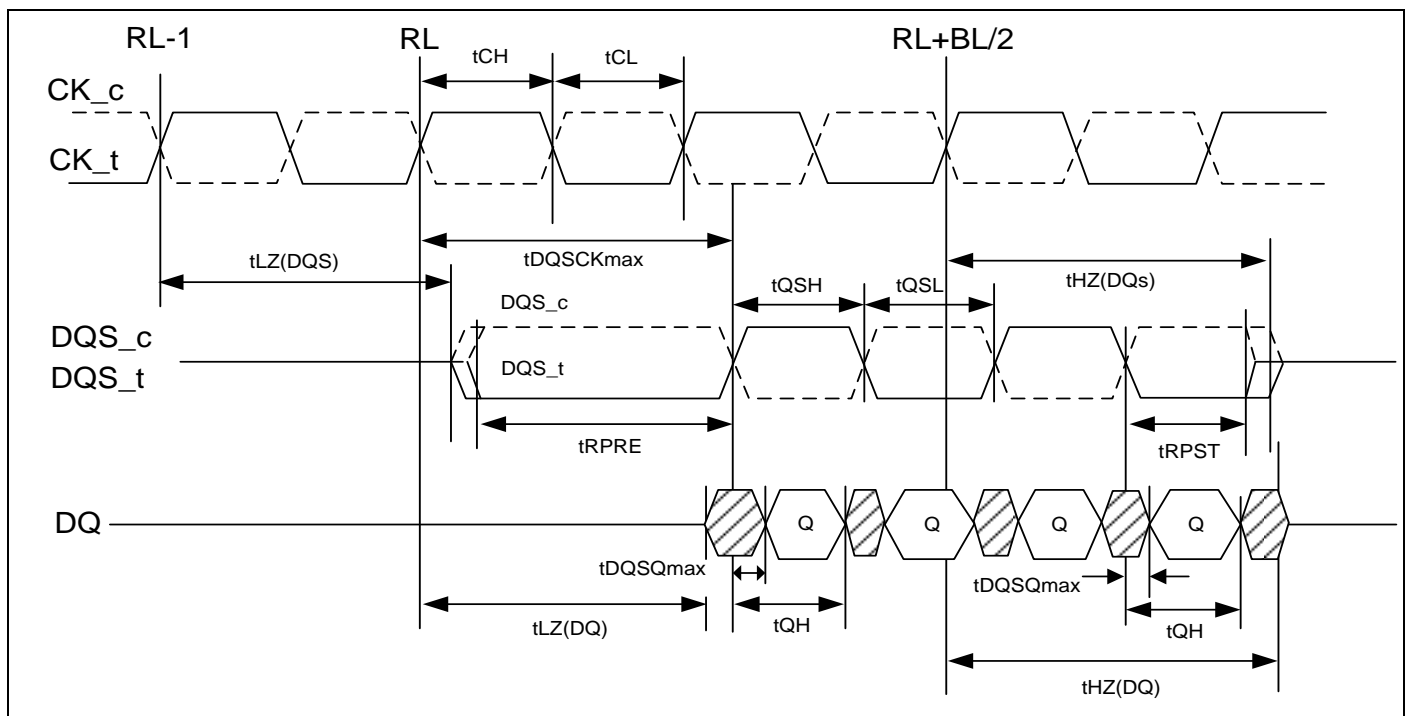 RL-1
RL
RL+BL/2
tCH
tCL
CK_c
CK_t
tLZ(DQS)
tDQSCKmax
tHZ(DQs)
tQSH
tQSL
DQS_c
DQS_c
DQS_t
DQS_t
tRPRE
tRPST
DQ
Q
Q
Q
Q
tDQSQmax
tDQSQmax
tLZ(DQ)
tQH
tQH
tHZ(DQ)